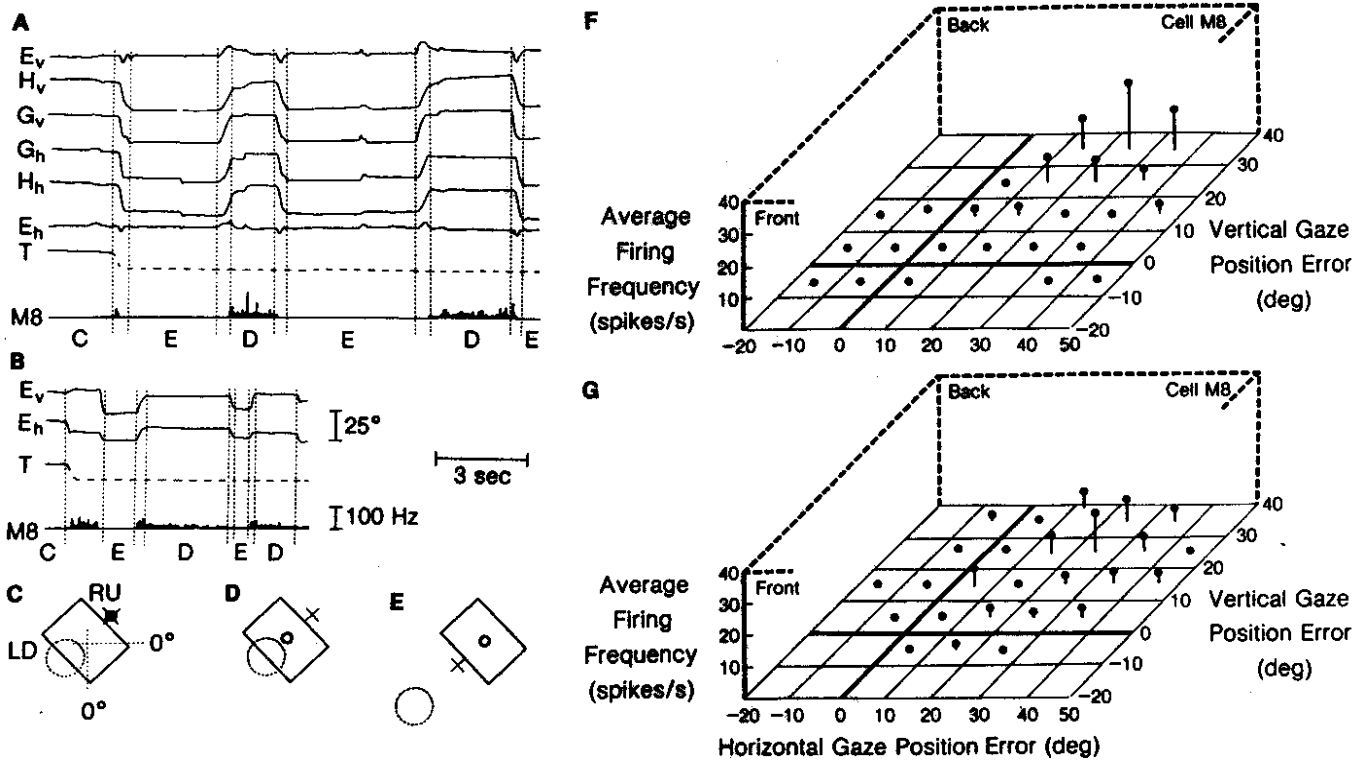 A
Ev
Hv
Gv
Gh
Hh
Eh
T
M8
C E D E D E
B
Ev
Eh
T
M8
C E D E D
25°
3 sec
100 Hz
C
RU
LD
0°
0°
D
E
F
Back
Cell M8
Front
Average
Firing
Frequency
(spikes/s)
40
30
20
10
-20 -10 0 10 20 30 40 50
40
30
20
10
0
-10
-20
Vertical Gaze
Position Error
(deg)
G
Back
Cell M8
Front
Average
Firing
Frequency
(spikes/s)
40
30
20
10
-20 -10 0 10 20 30 40 50
40
30
20
10
0
-10
-20
Vertical Gaze
Position Error
(deg)
Horizontal Gaze Position Error (deg)